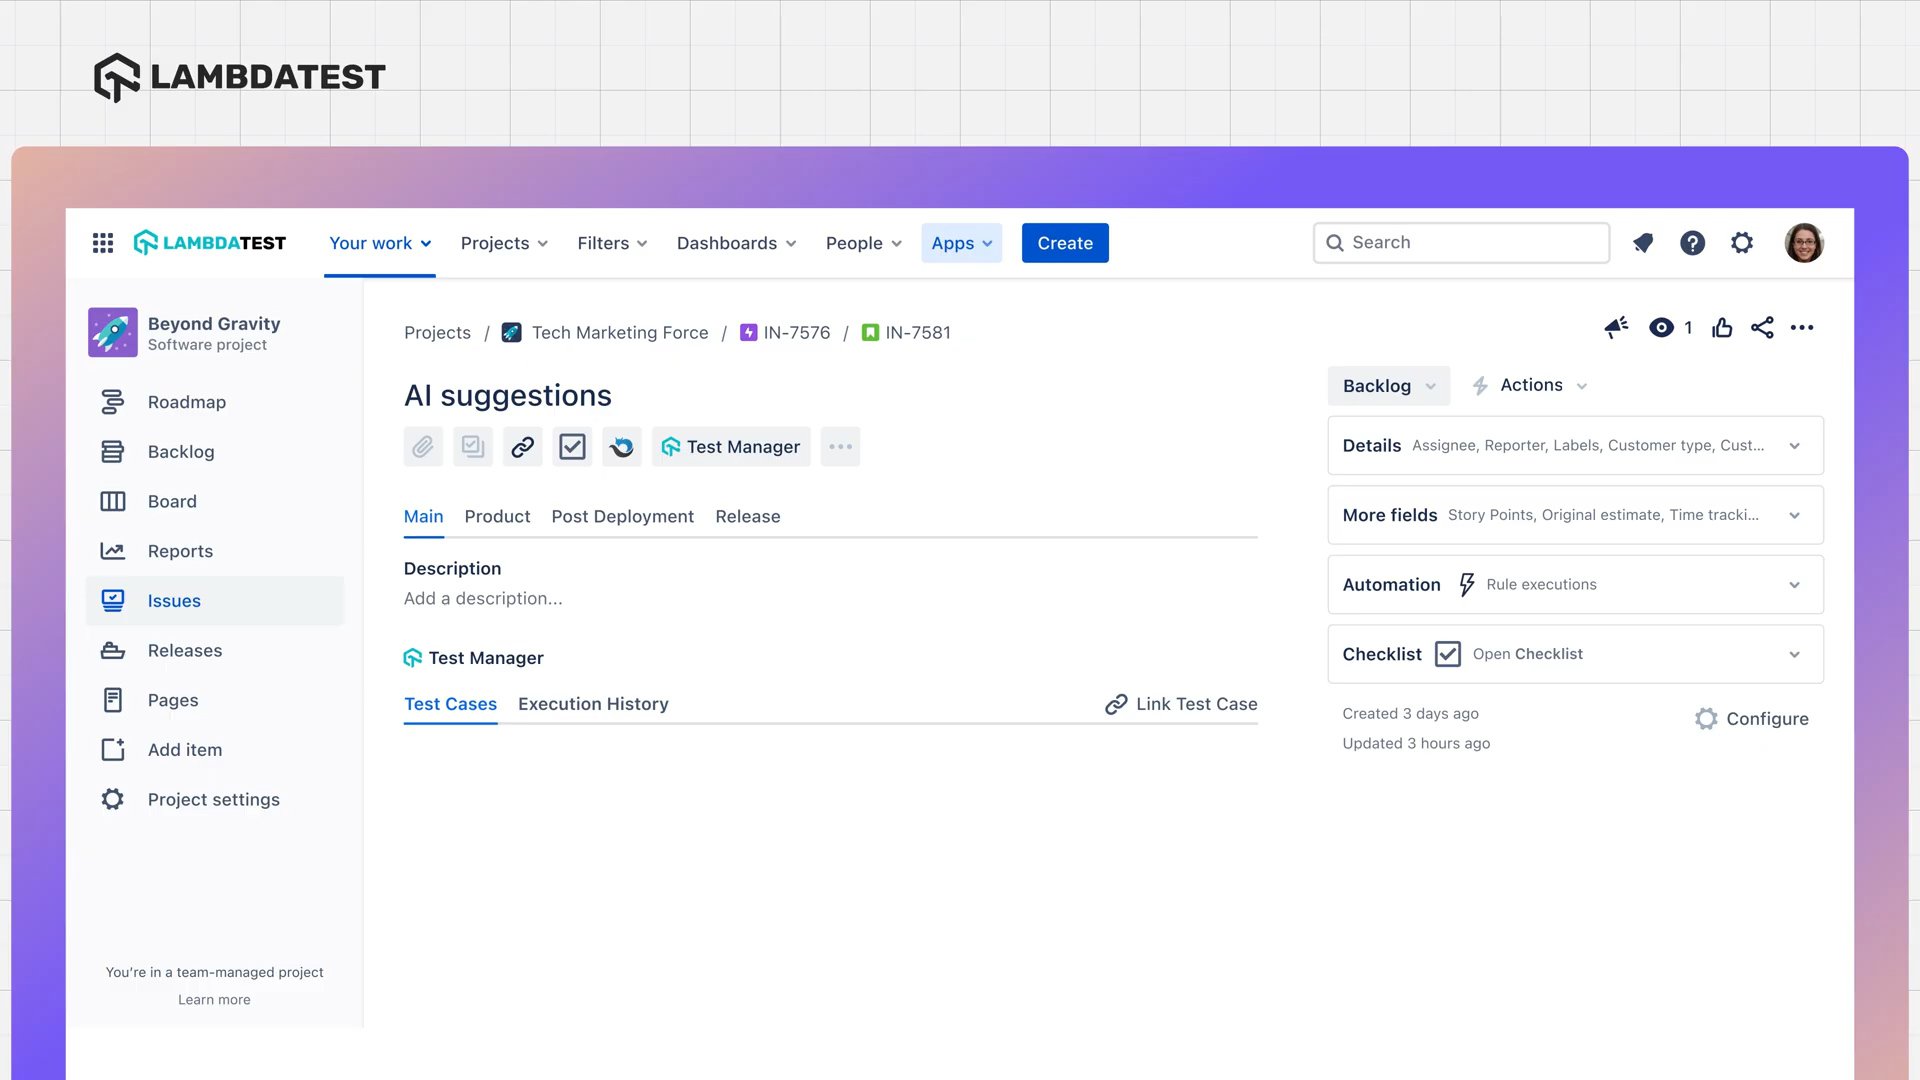 LAMBDATEST
LAMBDATEST
Your work
Projects
Filters
Dashboards
People
Apps
Create
Search
Beyond Gravity
Software project
Roadmap
Backlog
Board
Reports
Issues
Releases
Pages
Add item
Project settings
You're in a team-managed project
Learn more
Projects / Tech Marketing Force / IN-7576 / IN-7581
AI suggestions
Test Manager
Main
Product
Post Deployment
Release
Description
Add a description...
Test Manager
Test Cases
Execution History
Link Test Case
1
Backlog
Actions
Details Assignee, Reporter, Labels, Customer type, Cust...
More fields Story Points, Original estimate, Time tracki...
Automation Rule executions
Checklist Open Checklist
Created 3 days ago
Updated 3 hours ago
Configure